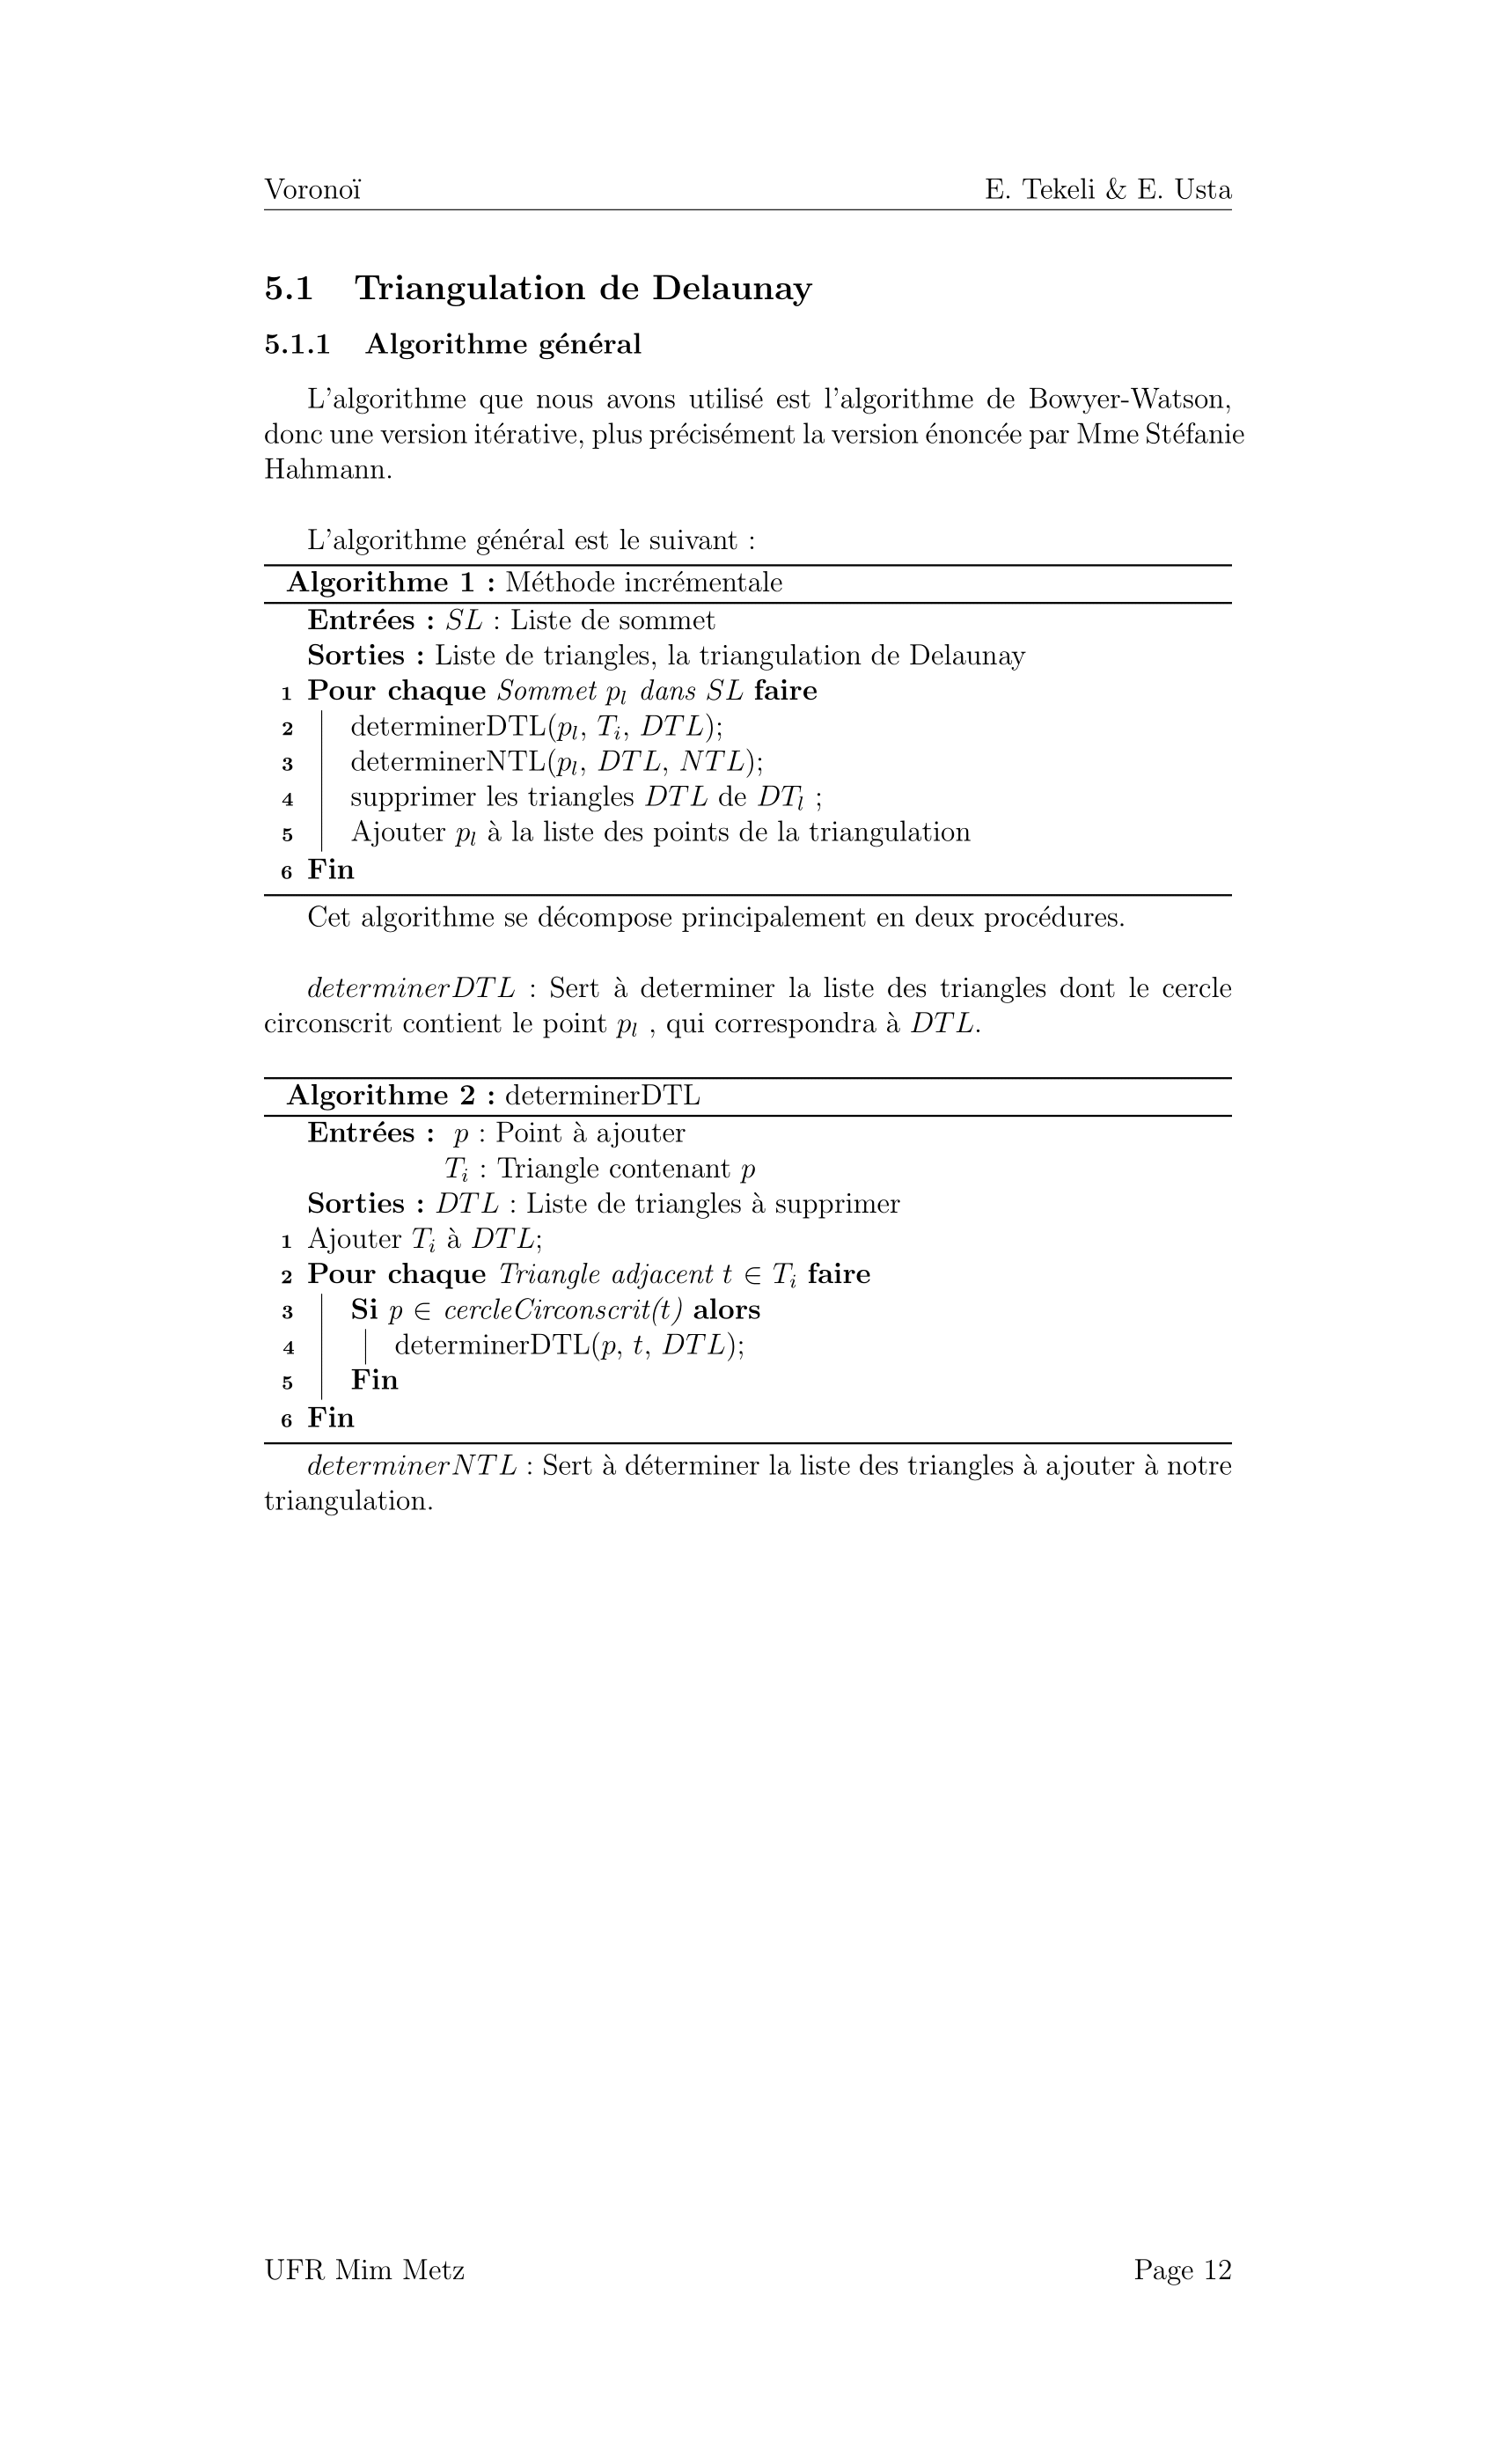 Voronoï E. Tekeli & E. Usta
5.1 Triangulation de Delaunay
5.1.1 Algorithme général
L'algorithme que nous avons utilisé est l'algorithme de Bowyer-Watson,
donc une version itérative, plus précisément la version énoncée par Mme Stéfanie
Hahmann.
L'algorithme général est le suivant :
Algorithme 1 : Méthode incrémentale
Entrées : SL : Liste de sommet
Sorties : Liste de triangles, la triangulation de Delaunay
1 Pour chaque Sommet p_l dans SL faire
2 determinerDTL(p_l, T_i, DTL);
3 determinerNTL(p_l, DTL, NTL);
4 supprimer les triangles DTL de DT_l ;
5 Ajouter p_l à la liste des points de la triangulation
6 Fin
Cet algorithme se décompose principalement en deux procédures.
determinerDTL : Sert à determiner la liste des triangles dont le cercle
circonscrit contient le point p_l , qui correspondra à DTL.
Algorithme 2 : determinerDTL
Entrées : p : Point à ajouter
T_i : Triangle contenant p
Sorties : DTL : Liste de triangles à supprimer
1 Ajouter T_i à DTL;
2 Pour chaque Triangle adjacent t ∈ T_i faire
3 Si p ∈ cercleCirconscrit(t) alors
4 determinerDTL(p, t, DTL);
5 Fin
6 Fin
determinerNTL : Sert à déterminer la liste des triangles à ajouter à notre
triangulation.
UFR Mim Metz Page 12